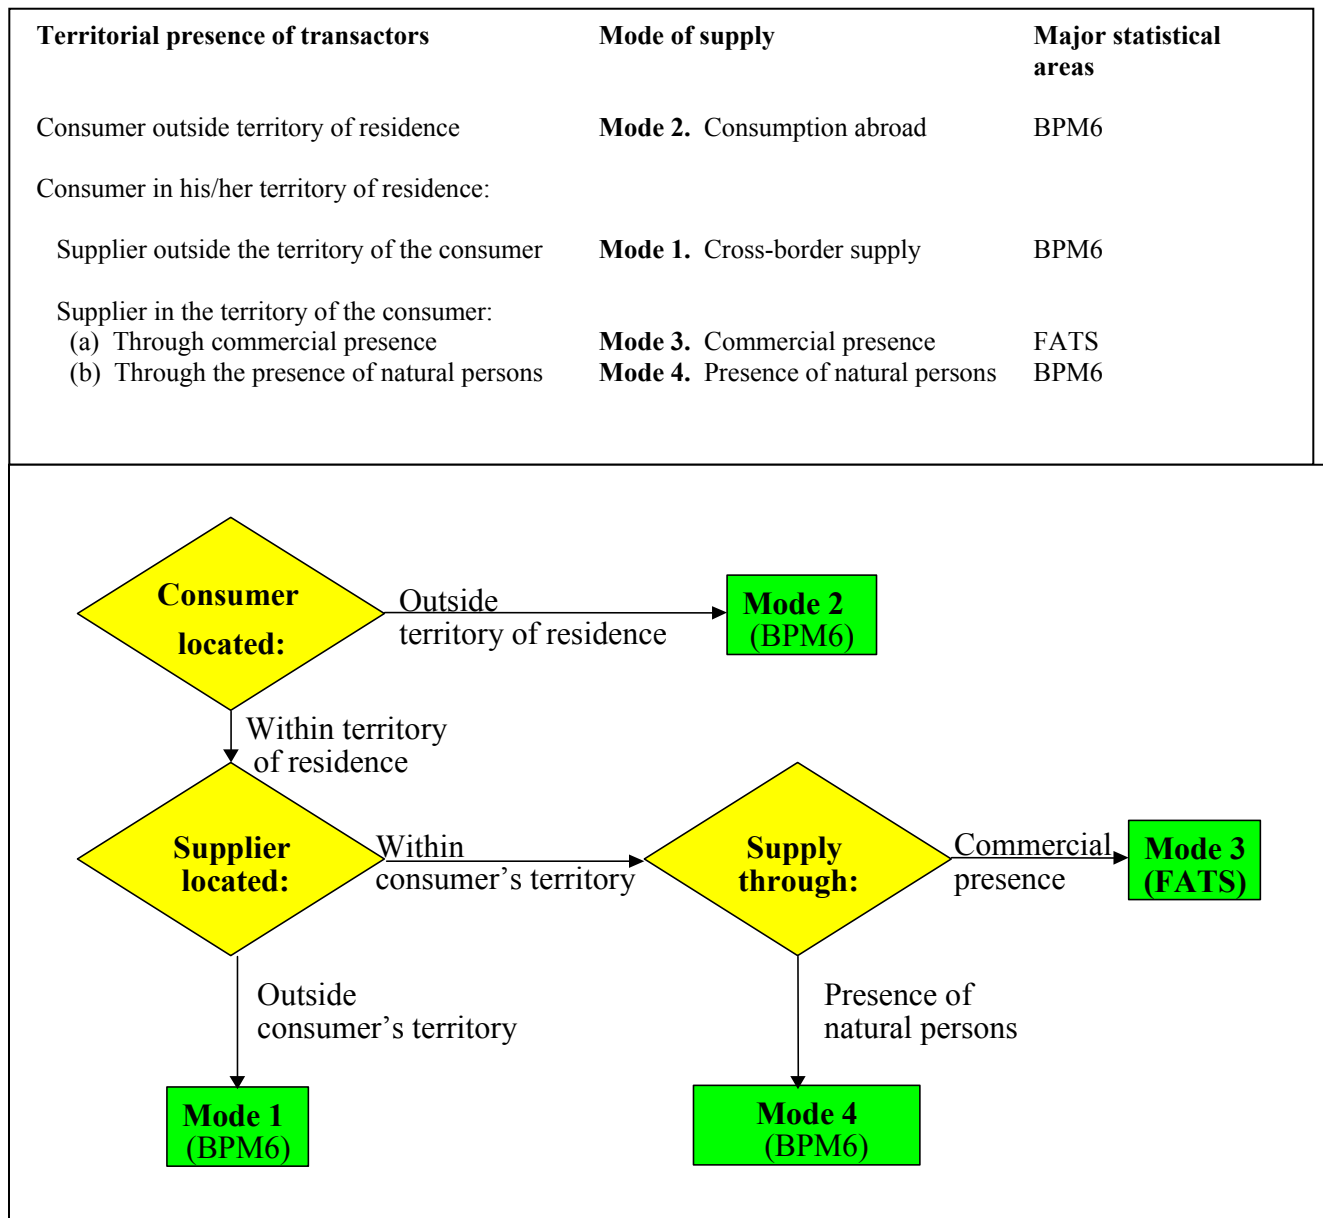 Territorial presence of transactors Mode of supply Major statistical
areas
Consumer outside territory of residence Mode 2. Consumption abroad BPM6
Consumer in his/her territory of residence:
Supplier outside the territory of the consumer Mode 1. Cross-border supply BPM6
Supplier in the territory of the consumer:
(a) Through commercial presence Mode 3. Commercial presence FATS
(b) Through the presence of natural persons Mode 4. Presence of natural persons BPM6
Consumer
located:
Outside
territory of residence
Mode 2
(BPM6)
Within territory
of residence
Supplier
located:
Within
consumer’s territory
Supply
through:
Commercial
presence
Mode 3
(FATS)
Outside
consumer’s territory
Presence of
natural persons
Mode 1
(BPM6)
Mode 4
(BPM6)